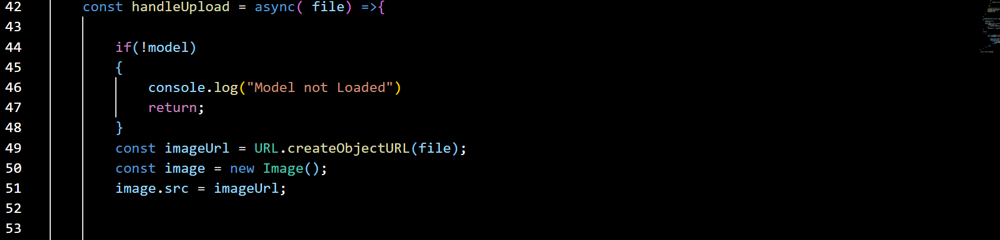 42 const handleUpload = async( file) =>{
43
44 if(!model)
45 {
46 console.log("Model not Loaded")
47 return;
48 }
49 const imageUrl = URL.createObjectURL(file);
50 const image = new Image();
51 image.src = imageUrl;
52
53